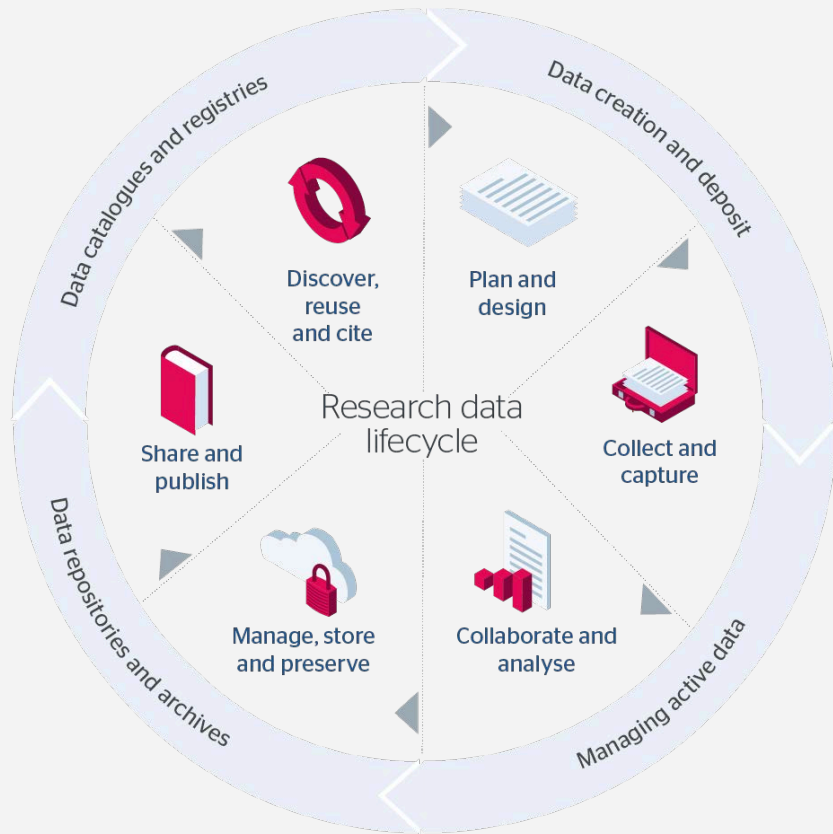 Data catalogues and registries
Data creation and deposit
Discover,
reuse
and cite
Plan and
design
Research data
lifecycle
Share and
publish
Collect and
capture
Manage, store
and preserve
Collaborate and
analyse
Data repositories and archives
Managing active data